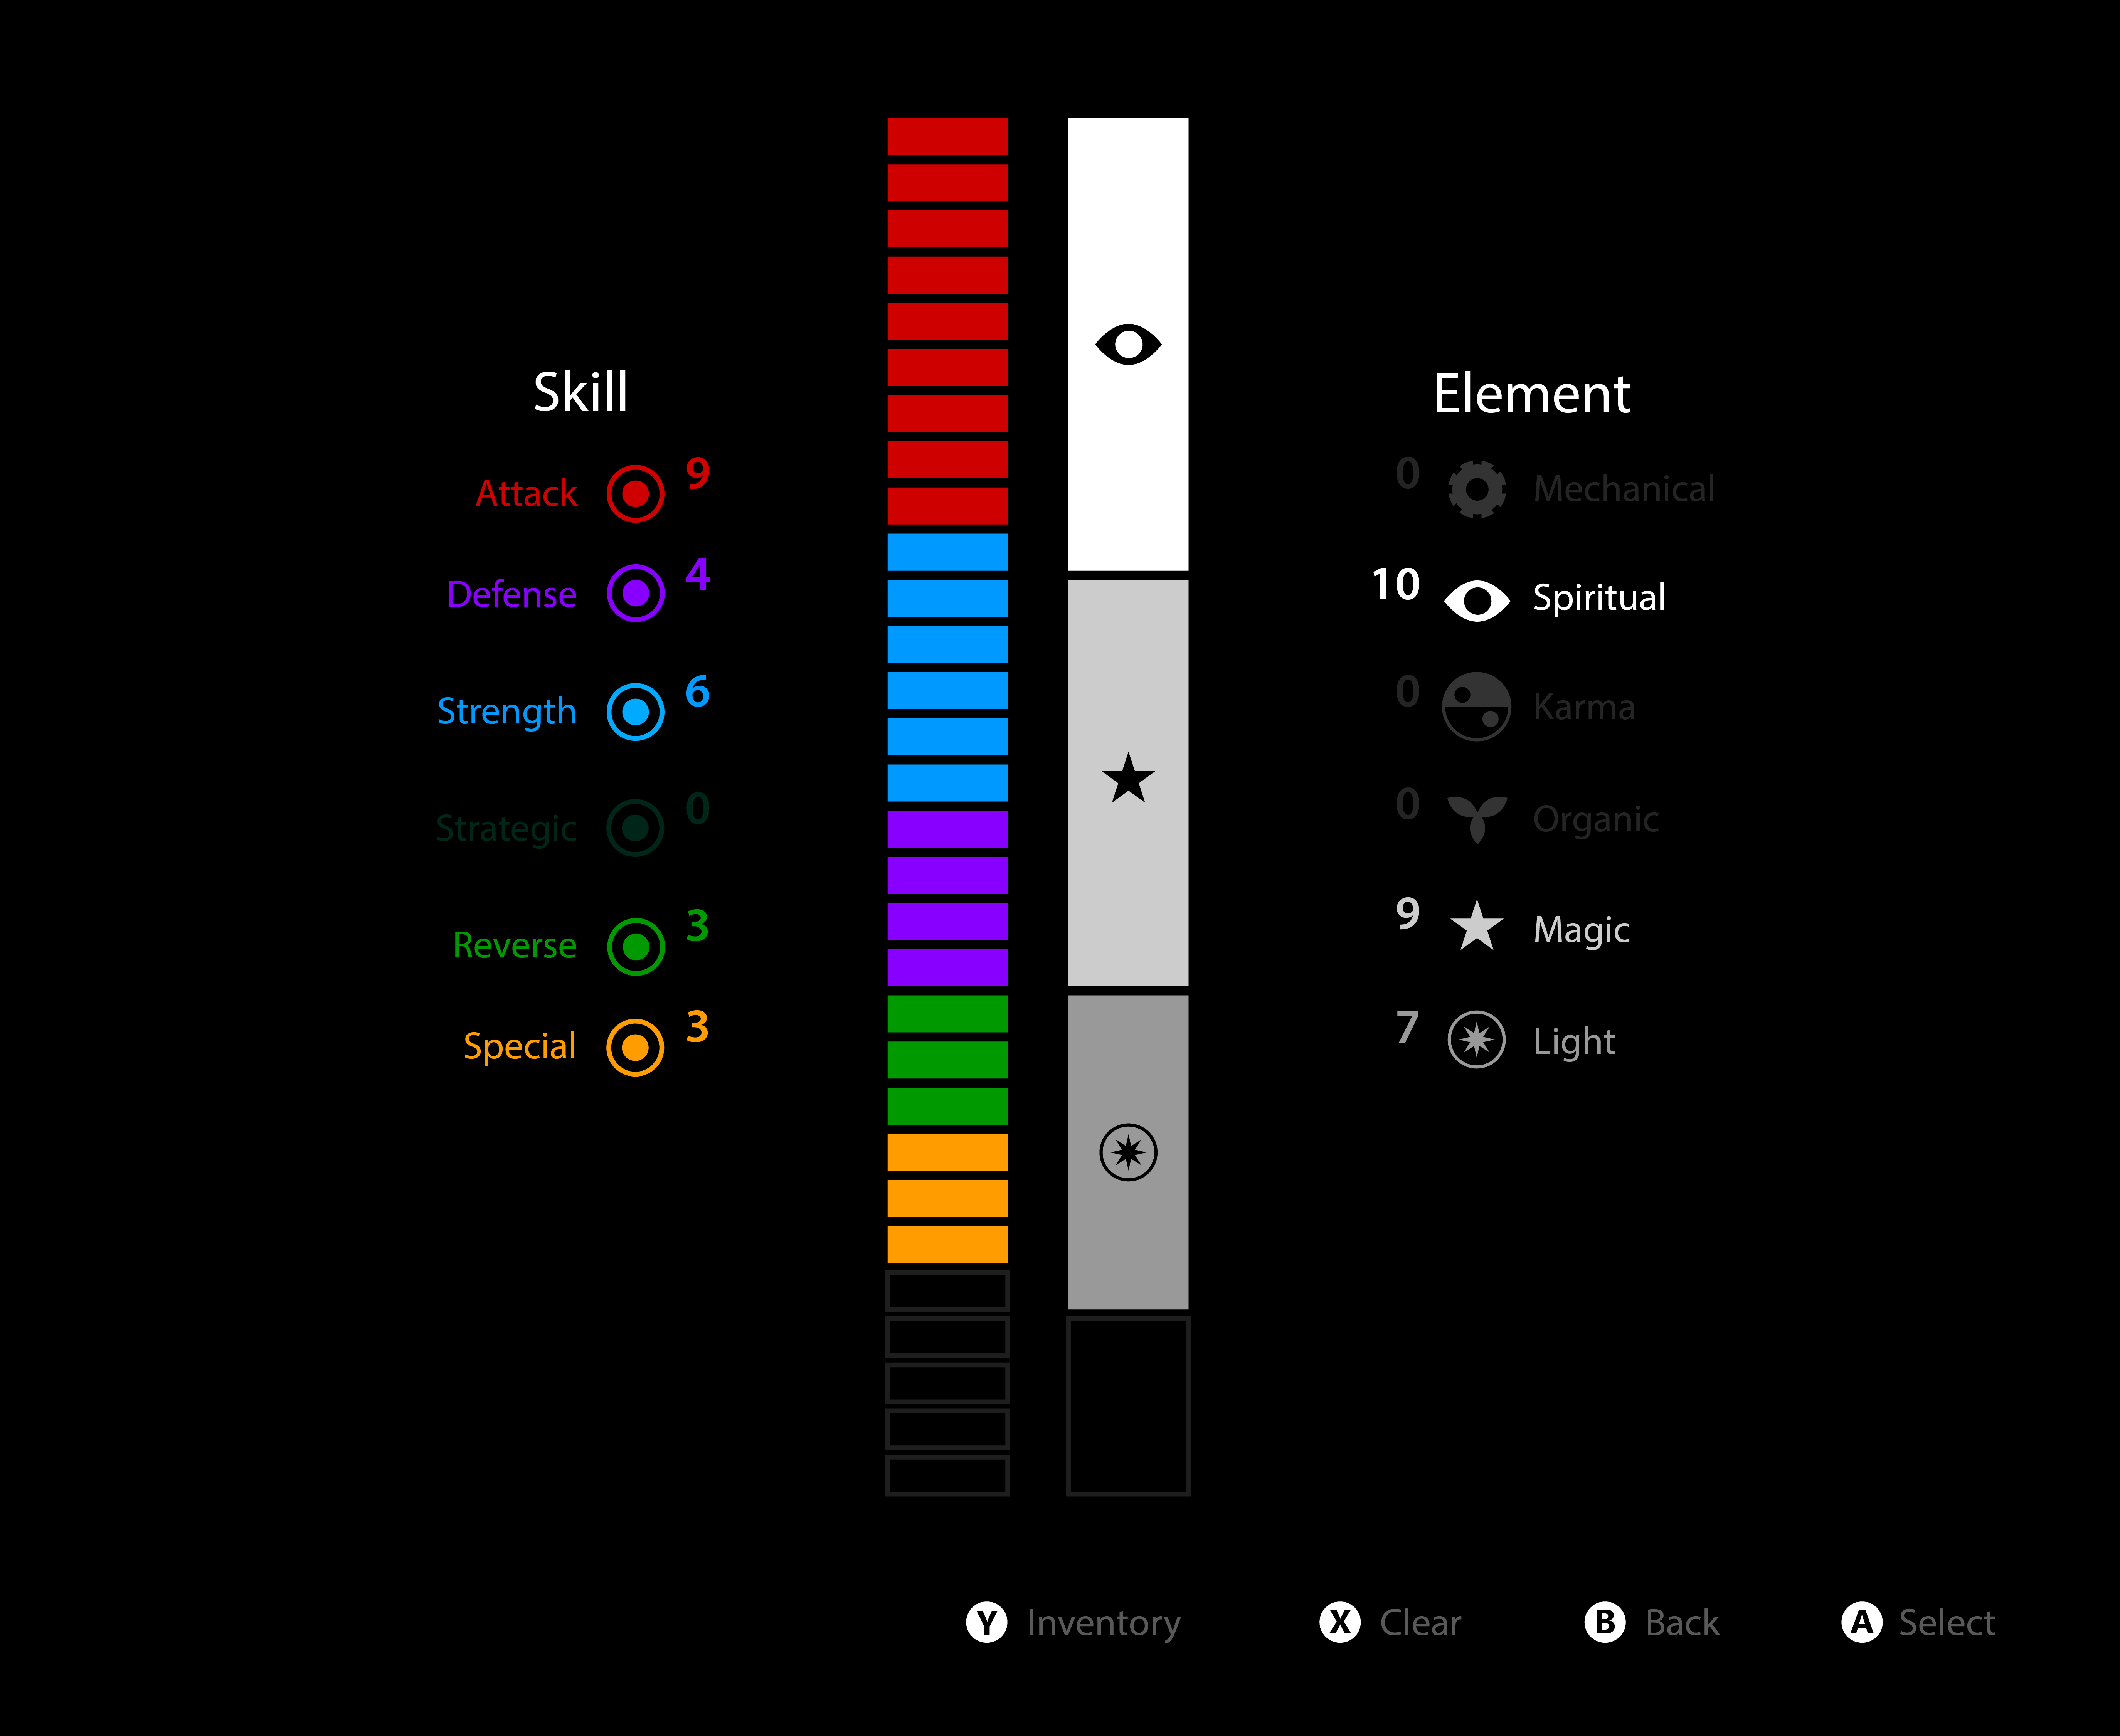 Skill
Attack 9
Defense 4
Strength 6
Strategic 0
Reverse 3
Special 3
Element
0 Mechanical
10 Spiritual
0 Karma
0 Organic
9 Magic
7 Light
Y Inventory X Clear B Back A Select